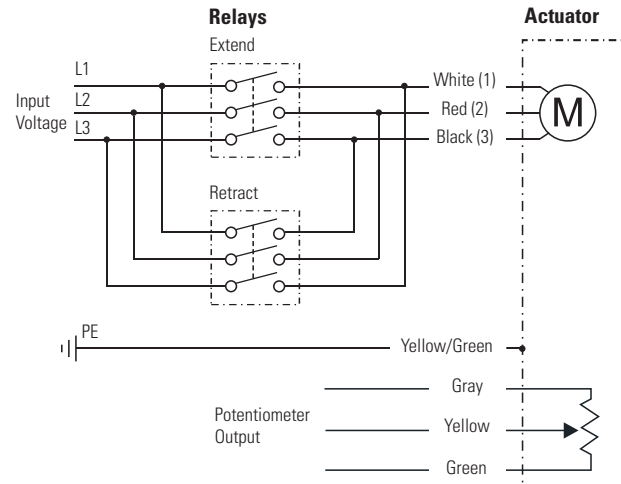 Relays
Actuator
Extend
L1
White (1)
Input
Voltage
L2
Red (2)
M
L3
Black (3)
Retract
PE
Yellow/Green
Gray
Potentiometer
Output
Yellow
Green